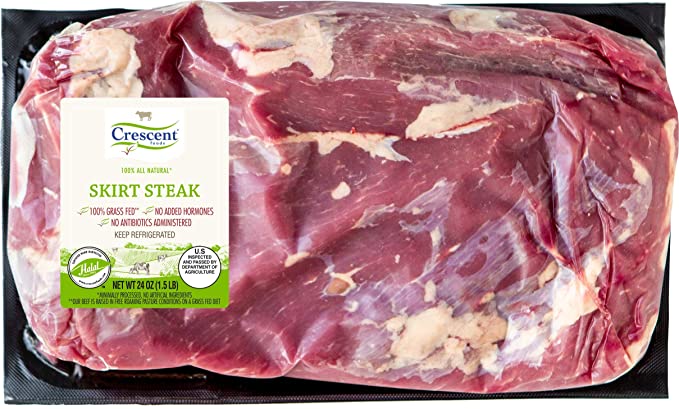 Crescent
foods
100% ALL NATURAL*
SKIRT STEAK
100% GRASS FED** NO ADDED HORMONES
NO ANTIBIOTICS ADMINISTERED
KEEP REFRIGERATED
Halal
U.S
INSPECTED
AND PASSED BY
DEPARTMENT OF
AGRICULTURE
NET WT 24 OZ (1.5 LB)
*MINIMALLY PROCESSED, NO ARTIFICIAL INGREDIENTS
**OUR BEEF IS RAISED IN FREE ROAMING PASTURE CONDITIONS ON A GRASS FED DIET